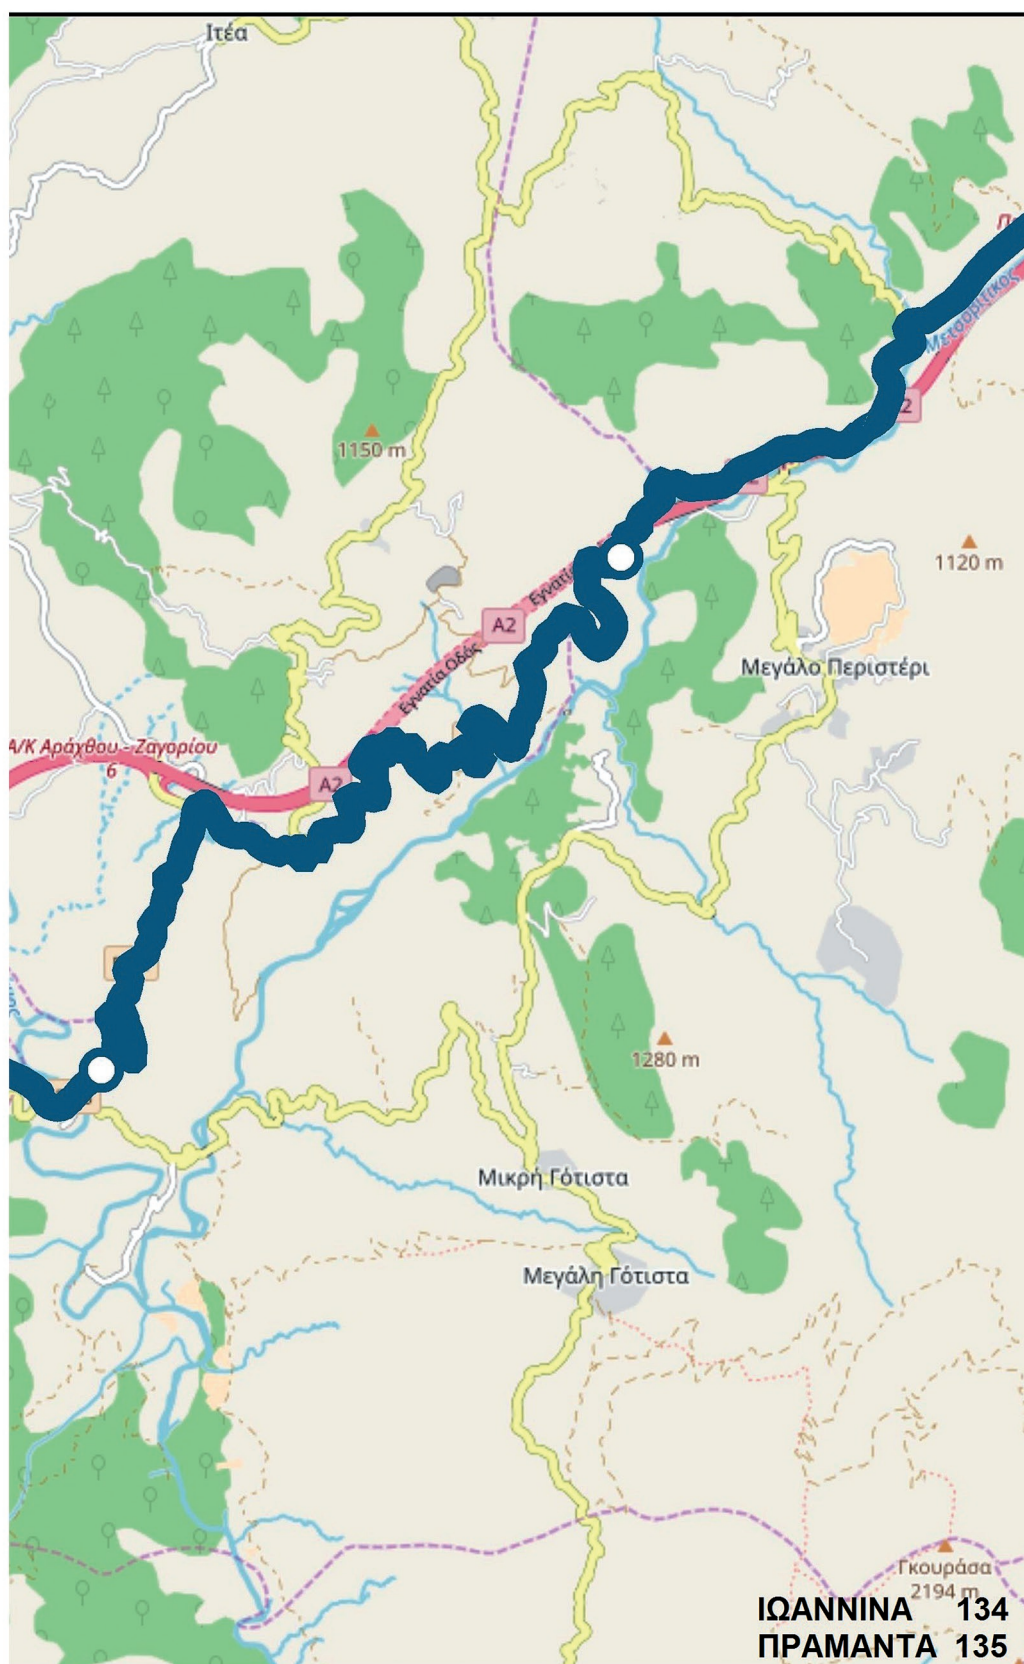 Ιτέα
1150 m
A2
Εγνατία Οδός
A2
1120 m
Μεγάλο Περιστέρι
Α/Κ Αράχθου - Ζαγορίου
6
A2
1280 m
Μικρή Γότιστα
Μεγάλη Γότιστα
Γκουράσα
2194 m
ΙΩΑΝΝΙΝΑ 134
ΠΡΑΜΑΝΤΑ 135